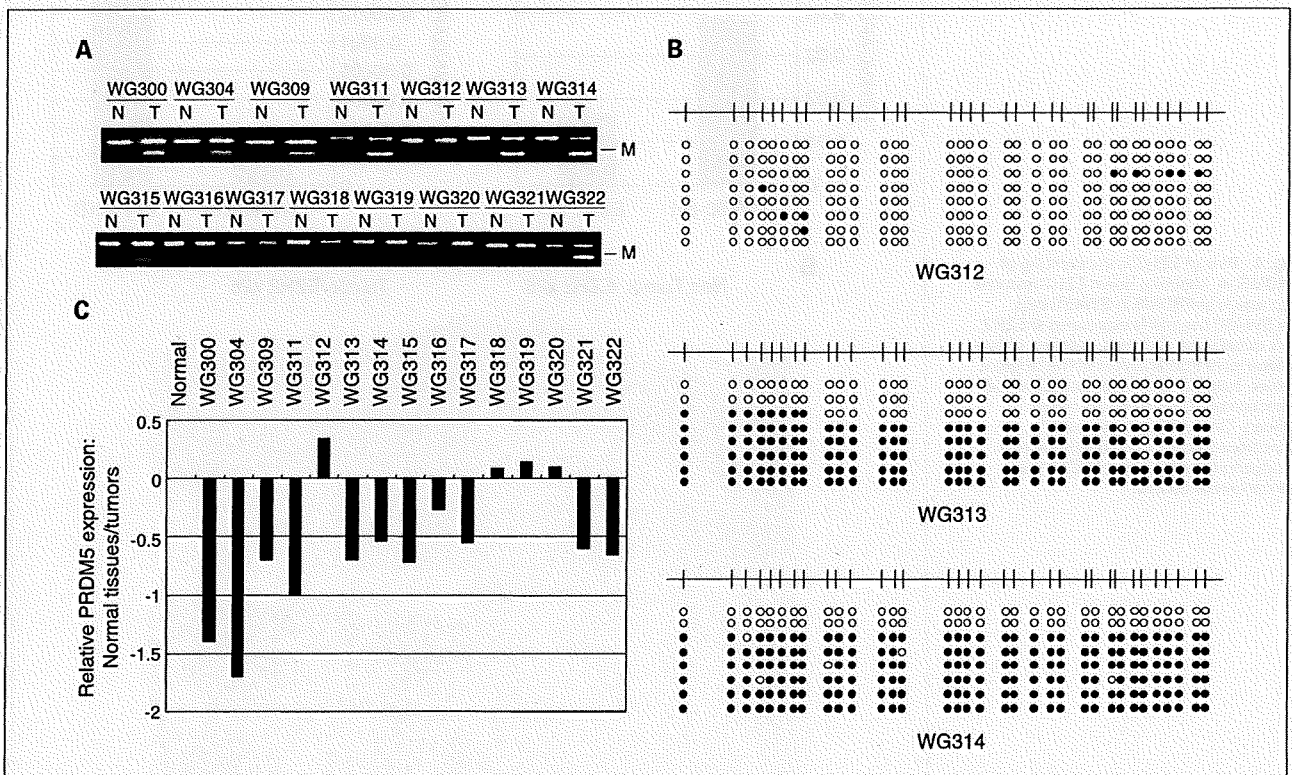 A
WG300 WG304 WG309 WG311 WG312 WG313 WG314
N T N T N T N T N T N T N T
M
WG315 WG316 WG317 WG318 WG319 WG320 WG321 WG322
N T N T N T N T N T N T N T N T
M
B
WG312
WG313
WG314
C
Normal
WG300
WG304
WG309
WG311
WG312
WG313
WG314
WG315
WG316
WG317
WG318
WG319
WG320
WG321
WG322
Relative PRDM5 expression:
Normal tissues/tumors
0.5
0
-0.5
-1
-1.5
-2